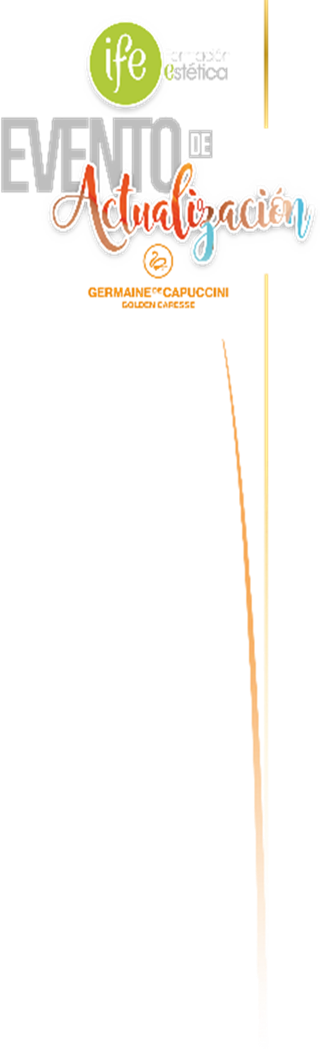 ife formación
estética
EVENTO DE
Actualización
GERMAINE DE CAPUCCINI
GOLDEN CARESSE